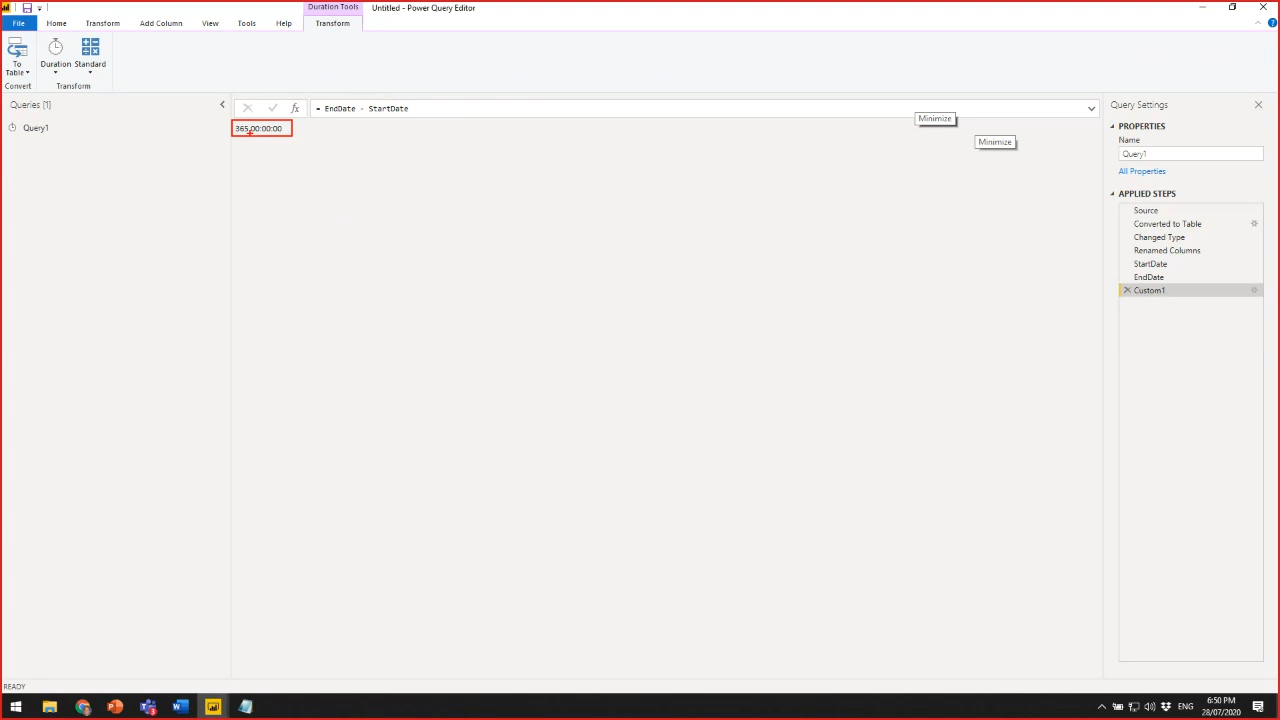 Duration Tools
Untitled - Power Query Editor
File
Home
Transform
Add Column
View
Tools
Help
Transform
To
Table
Duration
Standard
Convert
Transform
Queries [1]
Query1
fx
= EndDate - StartDate
365.00:00:00
Minimize
Minimize
Query Settings
PROPERTIES
Name
Query1
All Properties
APPLIED STEPS
Source
Converted to Table
Changed Type
Renamed Columns
StartDate
EndDate
Custom1
READY
ENG
6:50 PM
28/07/2020